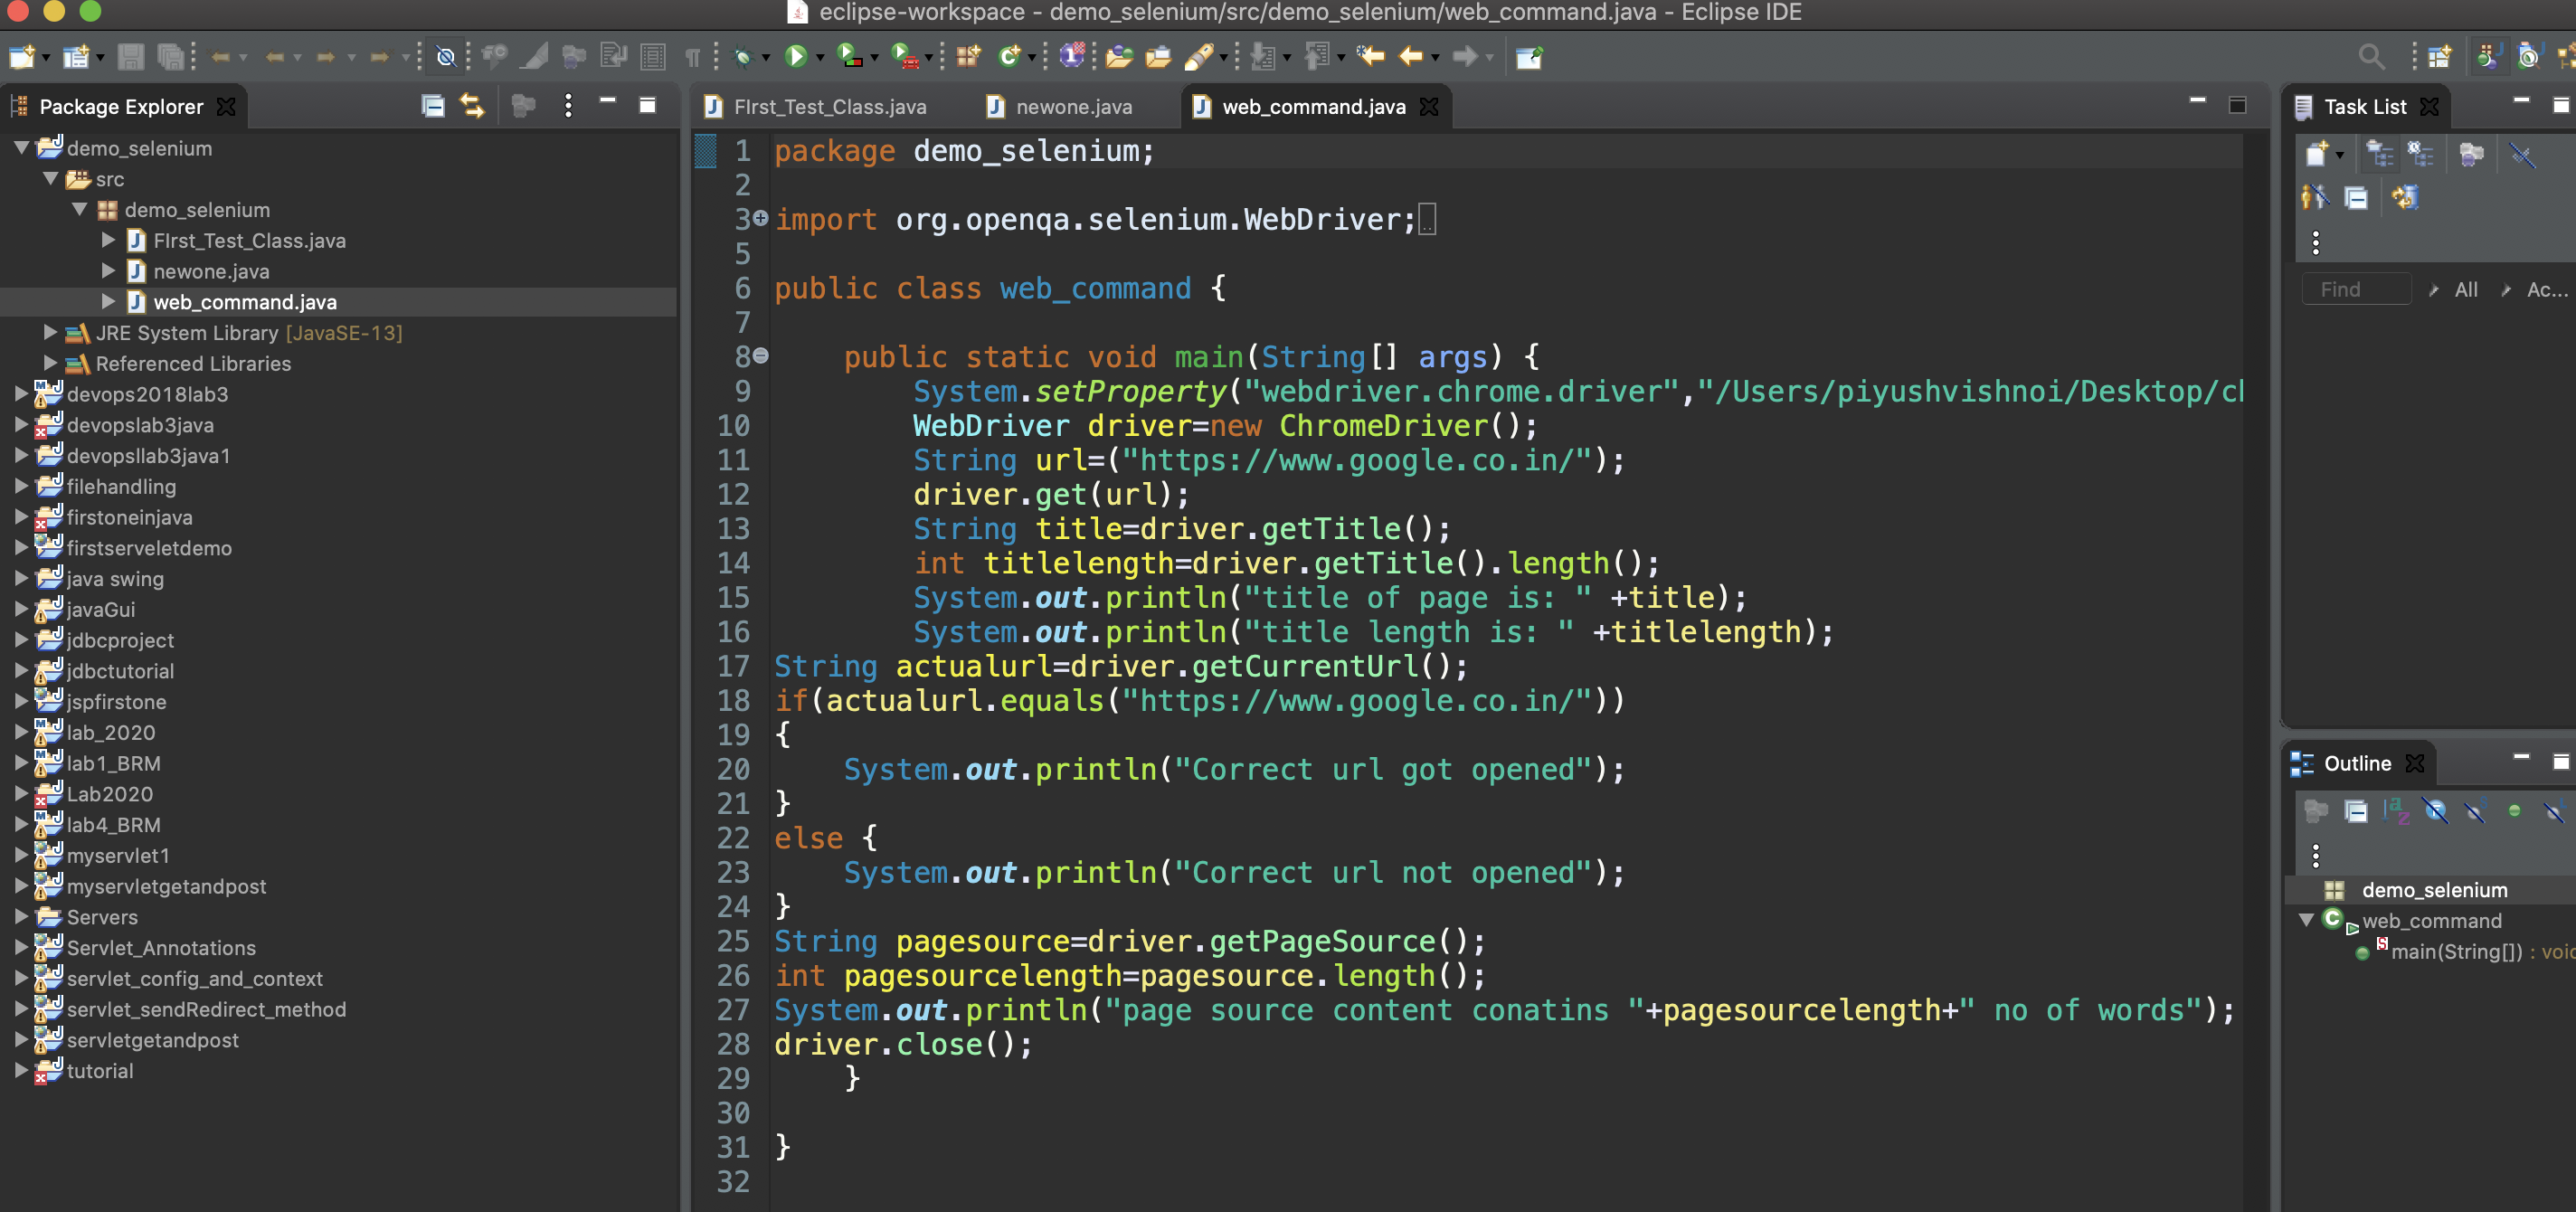 eclipse-workspace - demo_selenium/src/demo_selenium/web_command.java - Eclipse IDE
Package Explorer
demo_selenium
src
demo_selenium
FIrst_Test_Class.java
newone.java
web_command.java
JRE System Library [JavaSE-13]
Referenced Libraries
devops2018lab3
devopslab3java
devopsllab3java1
filehandling
firstoneinjava
firstserveletdemo
java swing
javaGui
jdbcproject
jdbctutorial
jspfirstone
lab_2020
lab1_BRM
Lab2020
lab4_BRM
myservlet1
myservletgetandpost
Servers
Servlet_Annotations
servlet_config_and_context
servlet_sendRedirect_method
servletgetandpost
tutorial
FIrst_Test_Class.java newone.java web_command.java
1 package demo_selenium;
2
3 import org.openqa.selenium.WebDriver;
5
6 public class web_command {
7
8 public static void main(String[] args) {
9 System.setProperty("webdriver.chrome.driver","/Users/piyushvishnoi/Desktop/
10 WebDriver driver=new ChromeDriver();
11 String url=("https://www.google.co.in/");
12 driver.get(url);
13 String title=driver.getTitle();
14 int titlelength=driver.getTitle().length();
15 System.out.println("title of page is: " +title);
16 System.out.println("title length is: " +titlelength);
17 String actualurl=driver.getCurrentUrl();
18 if(actualurl.equals("https://www.google.co.in/"))
19 {
20 System.out.println("Correct url got opened");
21 }
22 else {
23 System.out.println("Correct url not opened");
24 }
25 String pagesource=driver.getPageSource();
26 int pagesourcelength=pagesource.length();
27 System.out.println("page source content conatins "+pagesourcelength+" no of words");
28 driver.close();
29 }
30
31 }
32
Task List
Find All Ac...
Outline
demo_selenium
web_command
main(String[]) : void